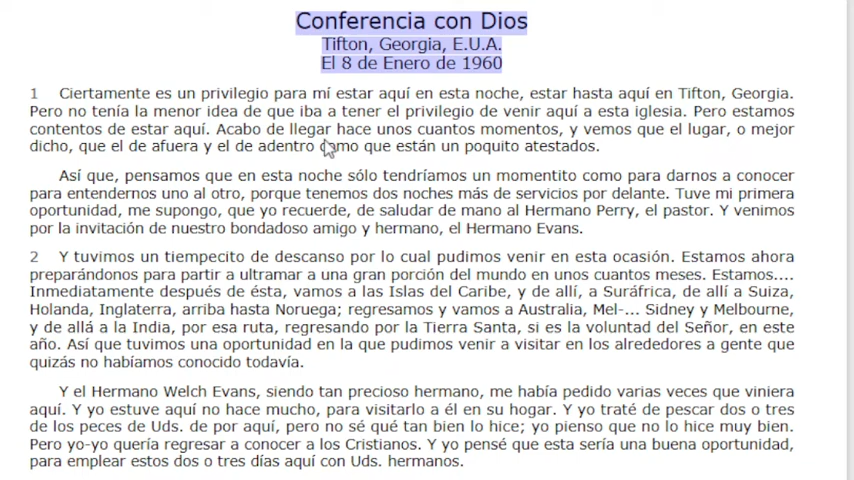 Conferencia con Dios
Tifton, Georgia, E.U.A.
El 8 de Enero de 1960
1 Ciertamente es un privilegio para mí estar aquí en esta noche, estar hasta aquí en Tifton, Georgia.
Pero no tenía la menor idea de que iba a tener el privilegio de venir aquí a esta iglesia. Pero estamos
contentos de estar aquí. Acabo de llegar hace unos cuantos momentos, y vemos que el lugar, o mejor
dicho, que el de afuera y el de adentro como que están un poquito atestados.
Así que, pensamos que en esta noche sólo tendríamos un momentito como para darnos a conocer
para entendernos uno al otro, porque tenemos dos noches más de servicios por delante. Tuve mi primera
oportunidad, me supongo, que yo recuerde, de saludar de mano al Hermano Perry, el pastor. Y venimos
por la invitación de nuestro bondadoso amigo y hermano, el Hermano Evans.
2 Y tuvimos un tiempecito de descanso por lo cual pudimos venir en esta ocasión. Estamos ahora
preparándonos para partir a ultramar a una gran porción del mundo en unos cuantos meses. Estamos....
Inmediatamente después de ésta, vamos a las Islas del Caribe, y de allí, a Suráfrica, de allí a Suiza,
Holanda, Inglaterra, arriba hasta Noruega; regresamos y vamos a Australia, Mel-... Sidney y Melbourne,
y de allá a la India, por esa ruta, regresando por la Tierra Santa, si es la voluntad del Señor, en este
año. Así que tuvimos una oportunidad en la que pudimos venir a visitar en los alrededores a gente que
quizás no habíamos conocido todavía.
Y el Hermano Welch Evans, siendo tan precioso hermano, me había pedido varias veces que viniera
aquí. Y yo estuve aquí no hace mucho, para visitarlo a él en su hogar. Y yo traté de pescar dos o tres
de los peces de Uds. de por aquí, pero no sé qué tan bien lo hice; yo pienso que no lo hice muy bien.
Pero yo-yo quería regresar a conocer a los Cristianos. Y yo pensé que esta sería una buena oportunidad,
para emplear estos dos o tres días aquí con Uds. hermanos.